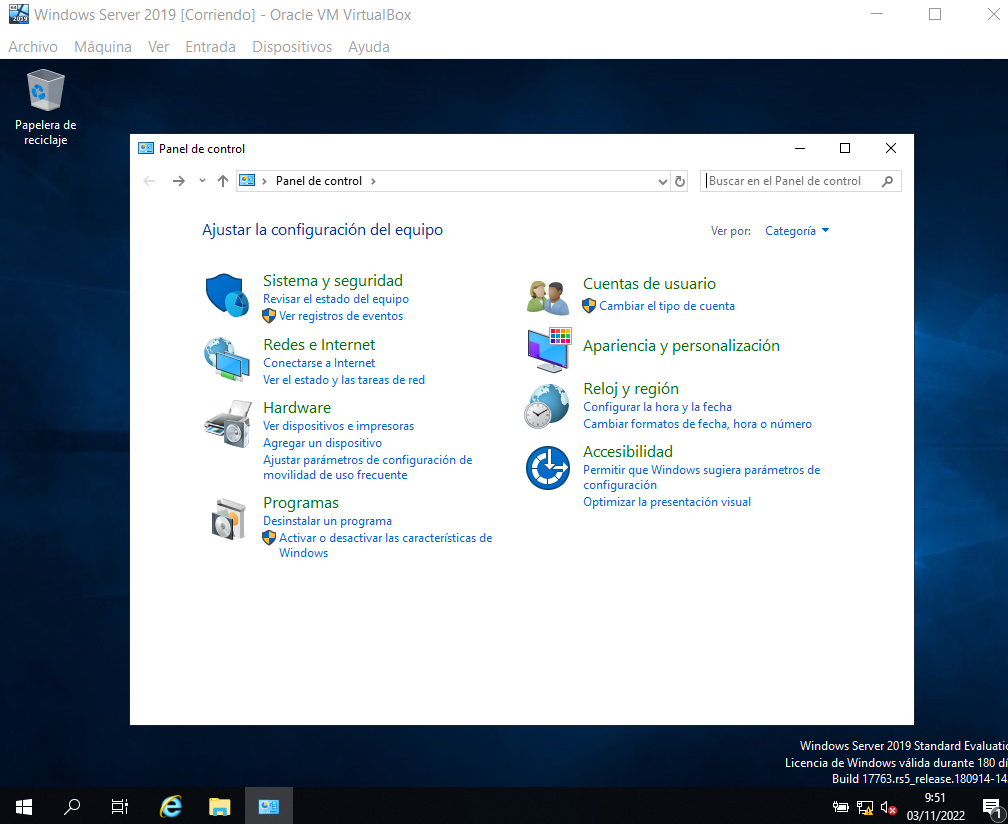 Windows Server 2019 [Corriendo] - Oracle VM VirtualBox
Archivo Máquina Ver Entrada Dispositivos Ayuda
Papelera de
reciclaje
Panel de control
Panel de control
Buscar en el Panel de control
Ajustar la configuración del equipo
Ver por: Categoría
Sistema y seguridad
Revisar el estado del equipo
Ver registros de eventos
Redes e Internet
Conectarse a Internet
Ver el estado y las tareas de red
Hardware
Ver dispositivos e impresoras
Agregar un dispositivo
Ajustar parámetros de configuración de
movilidad de uso frecuente
Programas
Desinstalar un programa
Activar o desactivar las características de
Windows
Cuentas de usuario
Cambiar el tipo de cuenta
Apariencia y personalización
Reloj y región
Configurar la hora y la fecha
Cambiar formatos de fecha, hora o número
Accesibilidad
Permitir que Windows sugiera parámetros de
configuración
Optimizar la presentación visual
Windows Server 2019 Standard Evaluatio
Licencia de Windows válida durante 180 dí
Build 17763.rs5_release.180914-14
9:51
03/11/2022
1